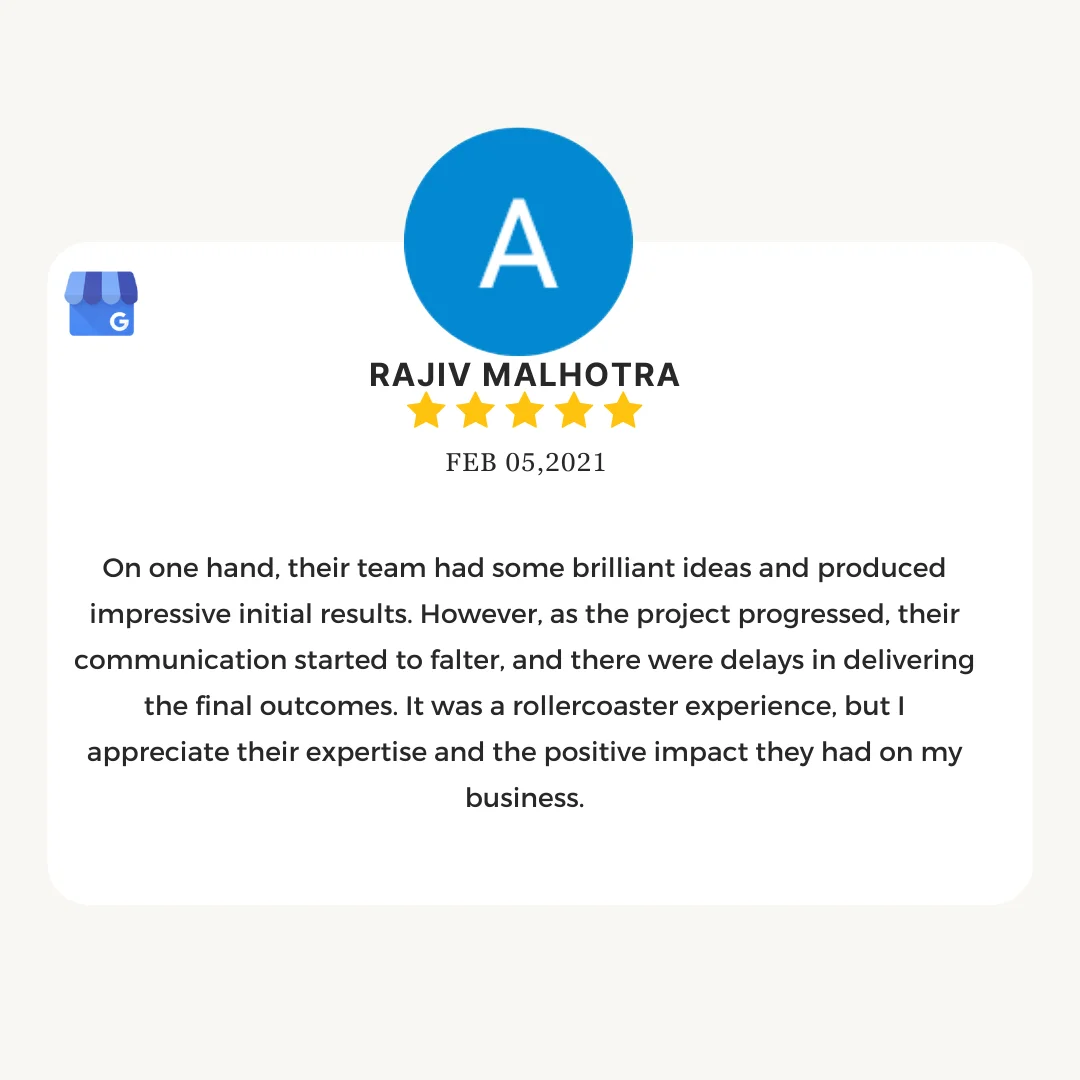 A
G
RAJIV MALHOTRA
FEB 05,2021
On one hand, their team had some brilliant ideas and produced
impressive initial results. However, as the project progressed, their
communication started to falter, and there were delays in delivering
the final outcomes. It was a rollercoaster experience, but I
appreciate their expertise and the positive impact they had on my
business.